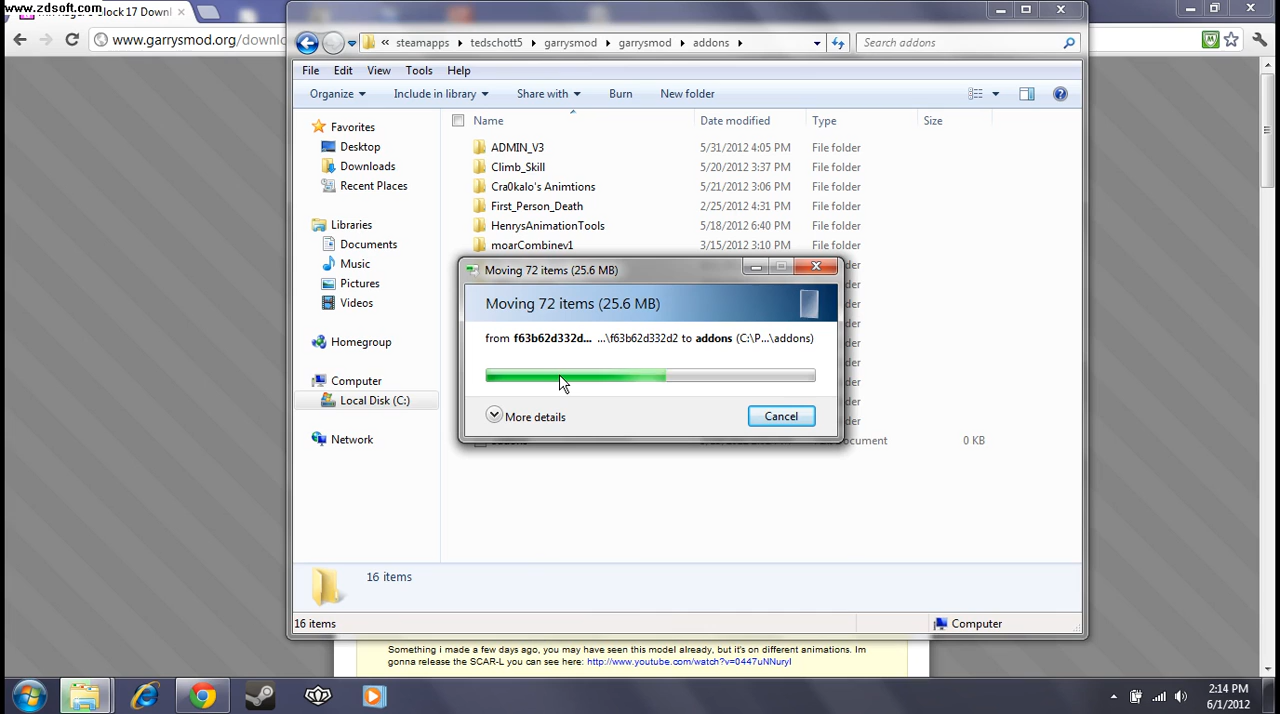 www.zdsoft.com
Glock 17 Downl
www.garrysmod.org/downlo
steamapps
tedschott5
garrysmod
garrysmod
addons
Search addons
File
Edit
View
Tools
Help
Organize
Include in library
Share with
Burn
New folder
Name
Date modified
Type
Size
Favorites
Desktop
Downloads
Recent Places
Libraries
Documents
Music
Pictures
Videos
Homegroup
Computer
Local Disk (C:)
Network
ADMIN_V3 5/31/2012 4:05 PM File folder
Climb_Skill 5/20/2012 3:37 PM File folder
Cra0kalo's Animtions 5/21/2012 3:06 PM File folder
First_Person_Death 2/25/2012 4:31 PM File folder
HenrysAnimationTools 5/18/2012 6:40 PM File folder
moarCombinev1 3/15/2012 3:10 PM File folder
Moving 72 items (25.6 MB)
Moving 72 items (25.6 MB)
from f63b62d332d... ...\f63b62d332d2 to addons (C:\P...\addons)
More details
Cancel
0 KB
16 items
16 items
Computer
Something i made a few days ago, you may have seen this model already, but it's on different animations. Im
gonna release the SCAR-L you can see here: http://www.youtube.com/watch?v=0447uNNuryI
2:14 PM
6/1/2012